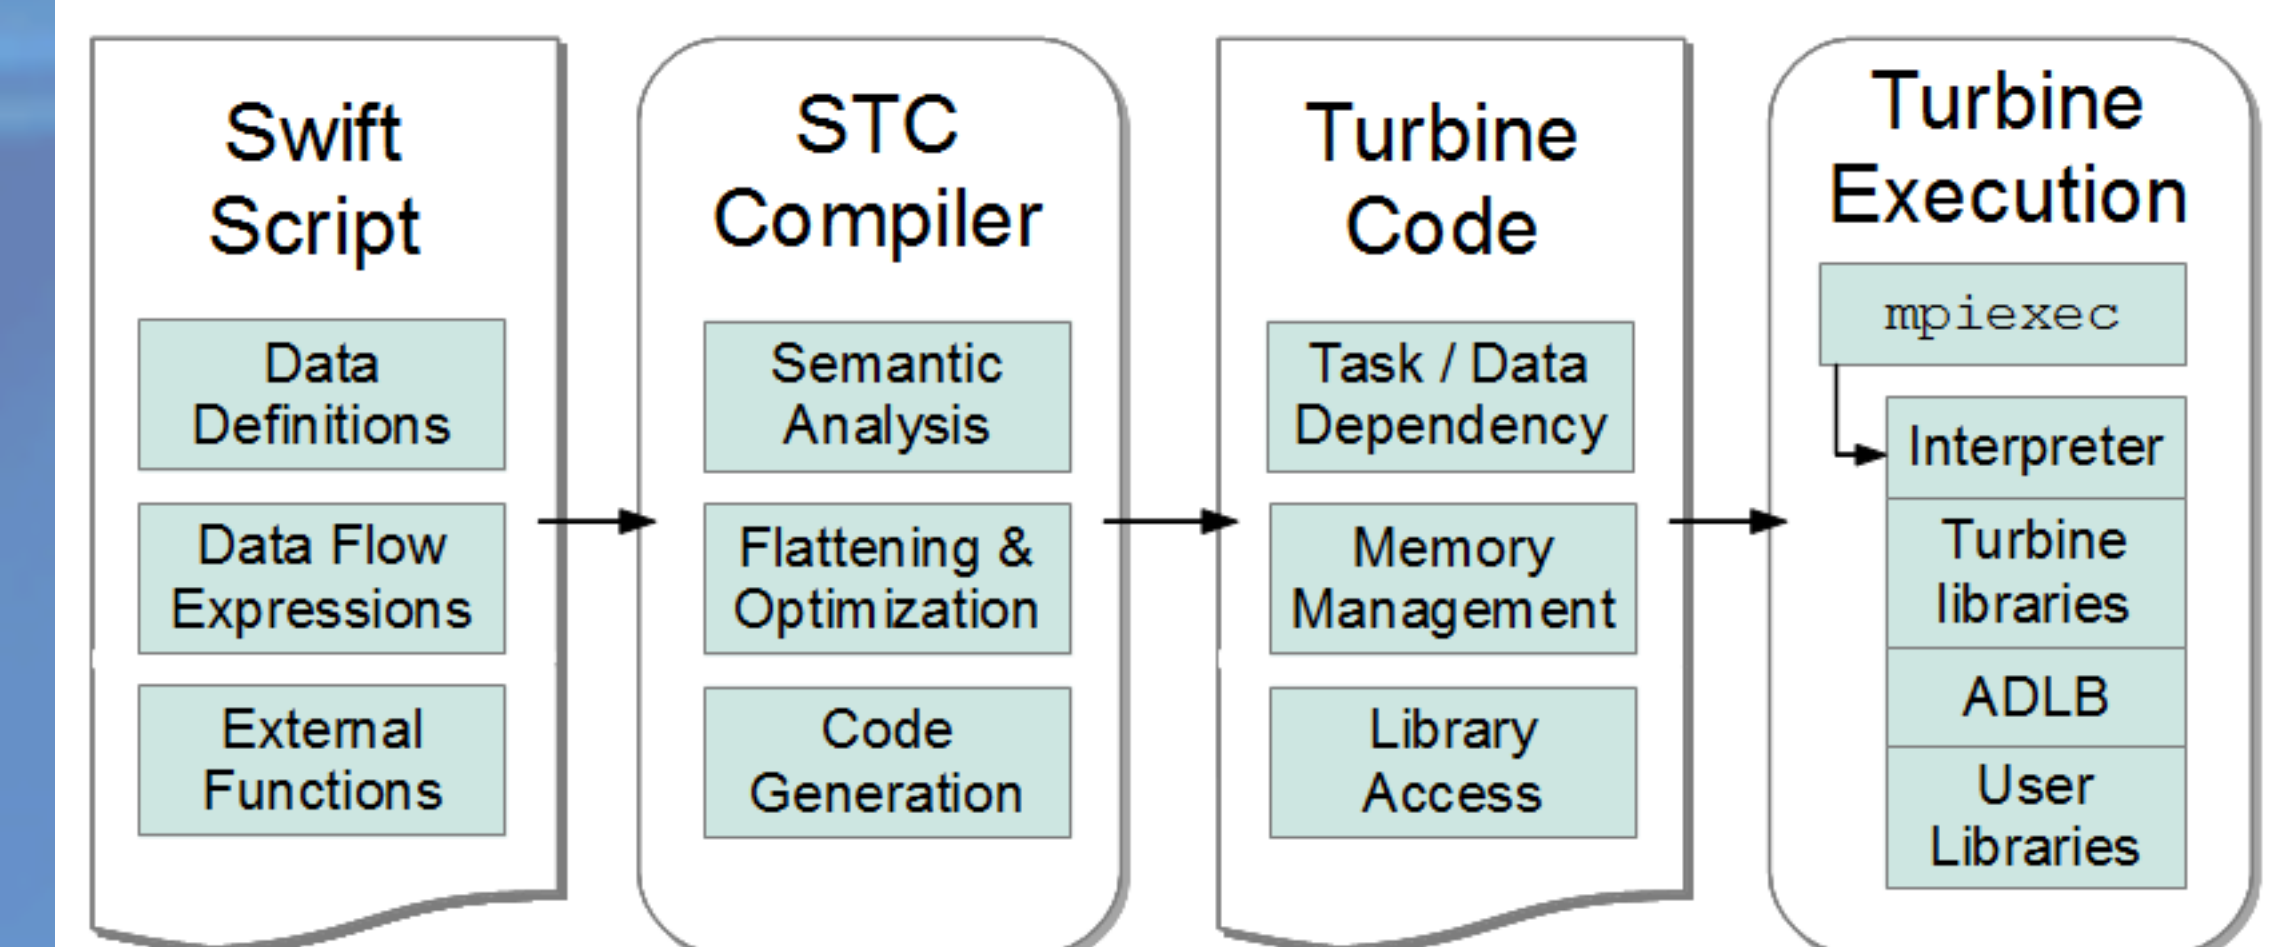 Swift
Script
Data
Definitions
Data Flow
Expressions
External
Functions
STC
Compiler
Semantic
Analysis
Flattening &
Optimization
Code
Generation
Turbine
Code
Task / Data
Dependency
Memory
Management
Library
Access
Turbine
Execution
mpiexec
Interpreter
Turbine
libraries
ADLB
User
Libraries